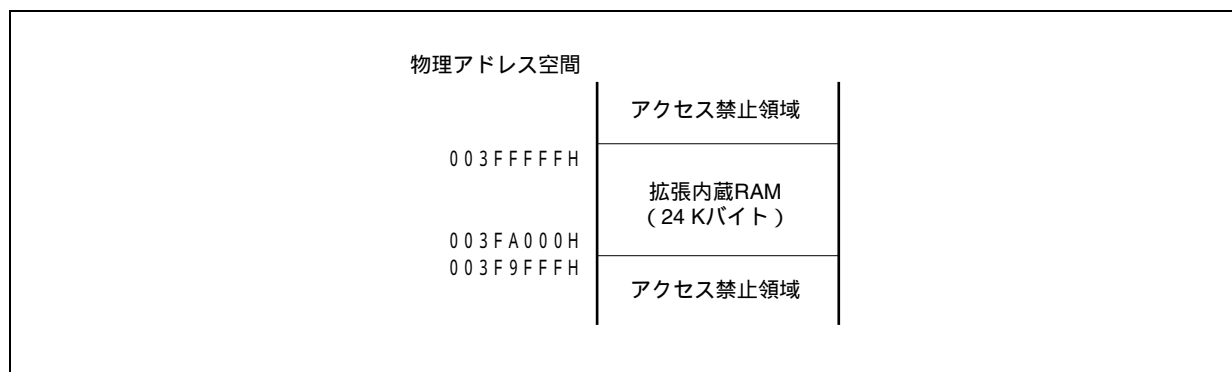 物理アドレス空間
アクセス禁止領域
003FFFFFH
拡張内蔵RAM
(24 Kバイト)
003FA000H
003F9FFFH
アクセス禁止領域